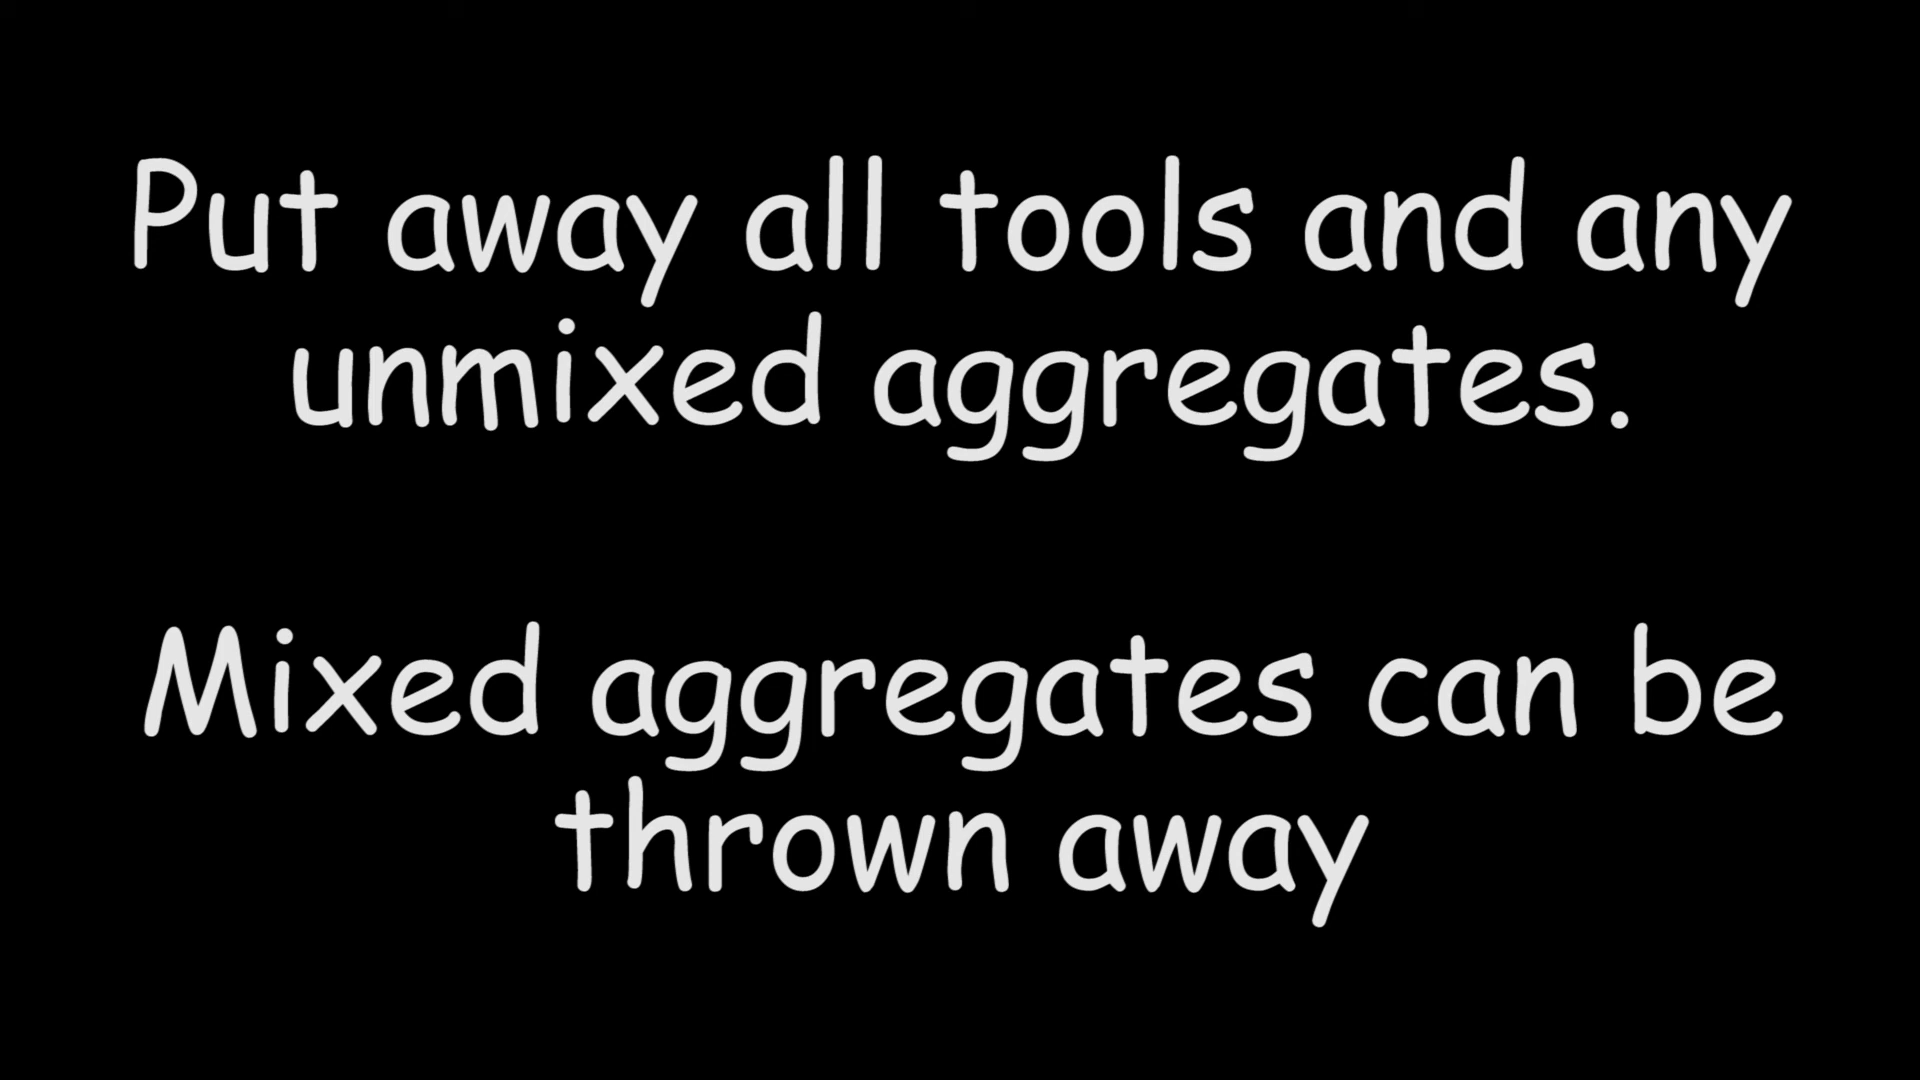 Put away all tools and any
unmixed aggregates.
Mixed aggregates can be
thrown away